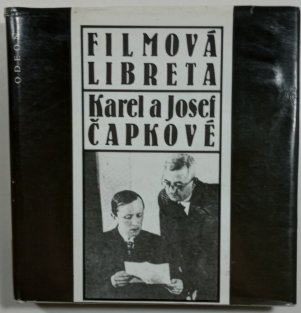 ODEON
FILMOVÁ
LIBRETA
Karel a Josef
ČAPKOVÉ